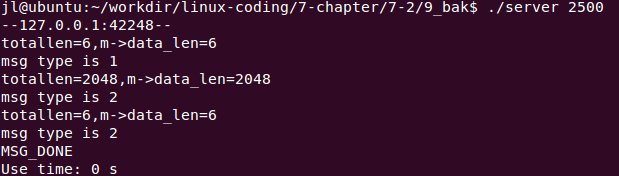 jl@ubuntu:~/workdir/linux-coding/7-chapter/7-2/9_bak$ ./server 2500
--127.0.0.1:42248--
totallen=6,m->data_len=6
msg type is 1
totallen=2048,m->data_len=2048
msg type is 2
totallen=6,m->data_len=6
msg type is 2
MSG_DONE
Use time: 0 s